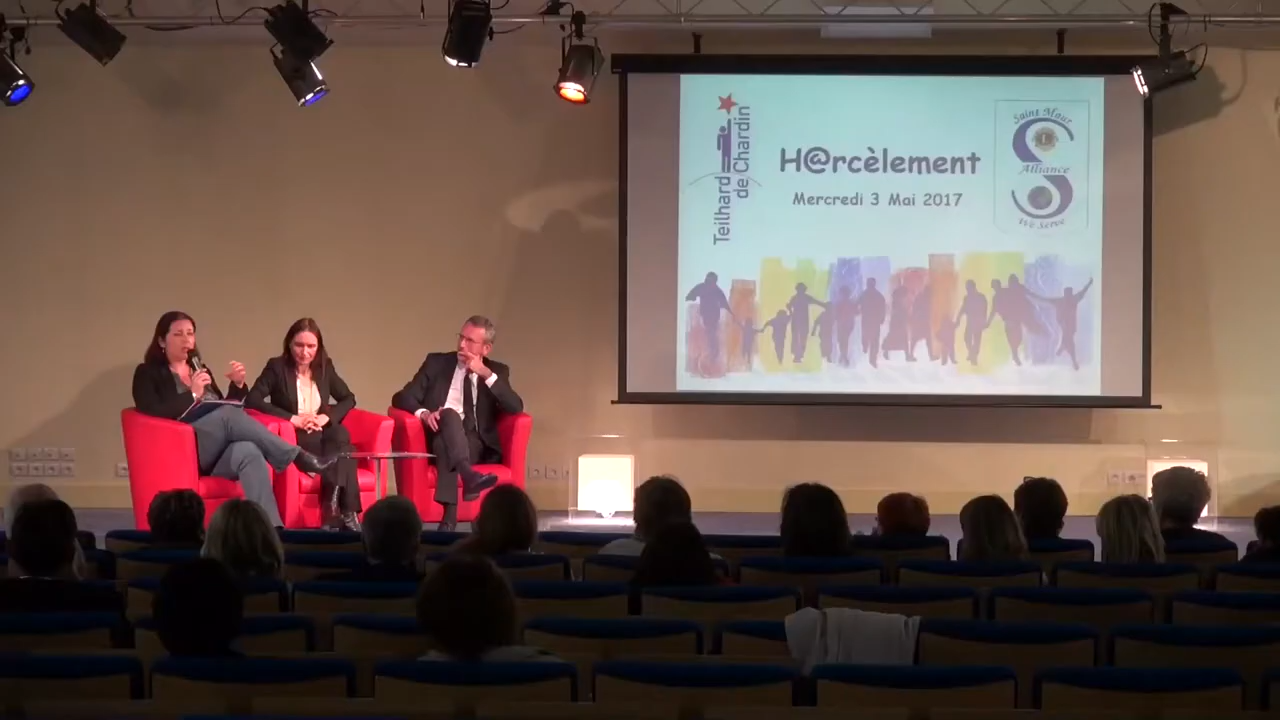 Teilhard
de Chardin
H@rcèlement
Mercredi 3 Mai 2017
Saint Maur
Alliance
We Serve